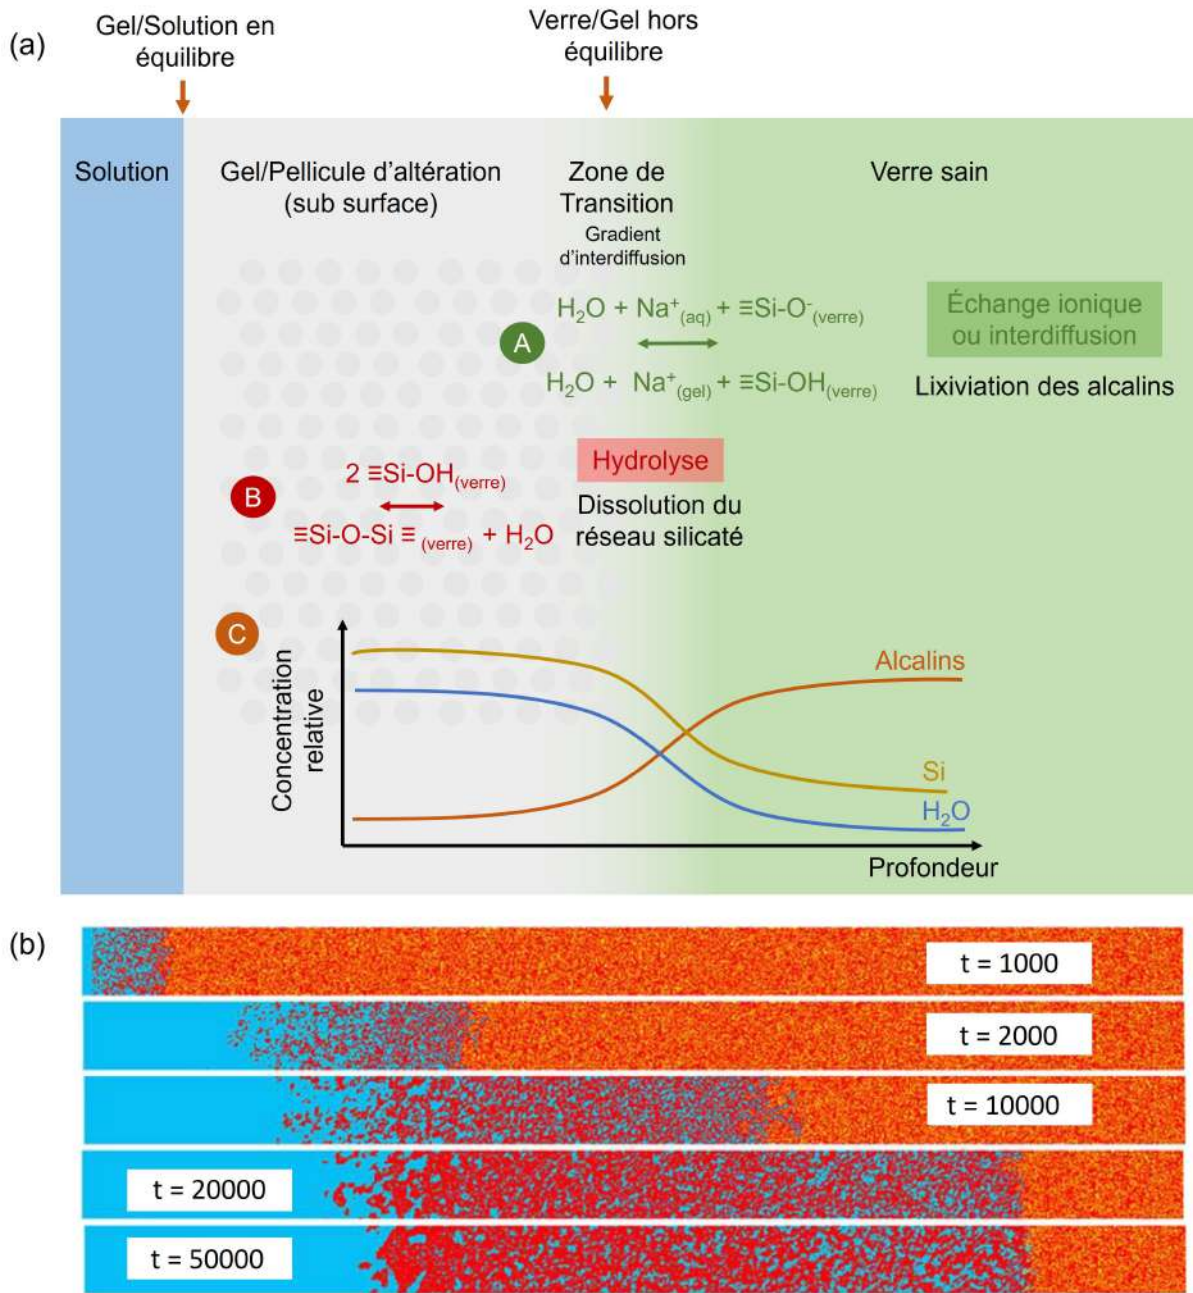 (a)
Gel/Solution en
équilibre
Verre/Gel hors
équilibre
Solution
Gel/Pellicule d'altération
(sub surface)
Zone de
Transition
Gradient
d'interdiffusion
Verre sain
A
H₂O + Na⁺(aq) + ≡Si-O⁻(verre)
H₂O + Na⁺(gel) + ≡Si-OH(verre)
Échange ionique
ou interdiffusion
Lixiviation des alcalins
B
2 ≡Si-OH(verre)
≡Si-O-Si ≡ (verre) + H₂O
Hydrolyse
Dissolution du
réseau silicaté
C
Concentration
relative
Alcalins
Si
H₂O
Profondeur
(b)
t = 1000
t = 2000
t = 10000
t = 20000
t = 50000